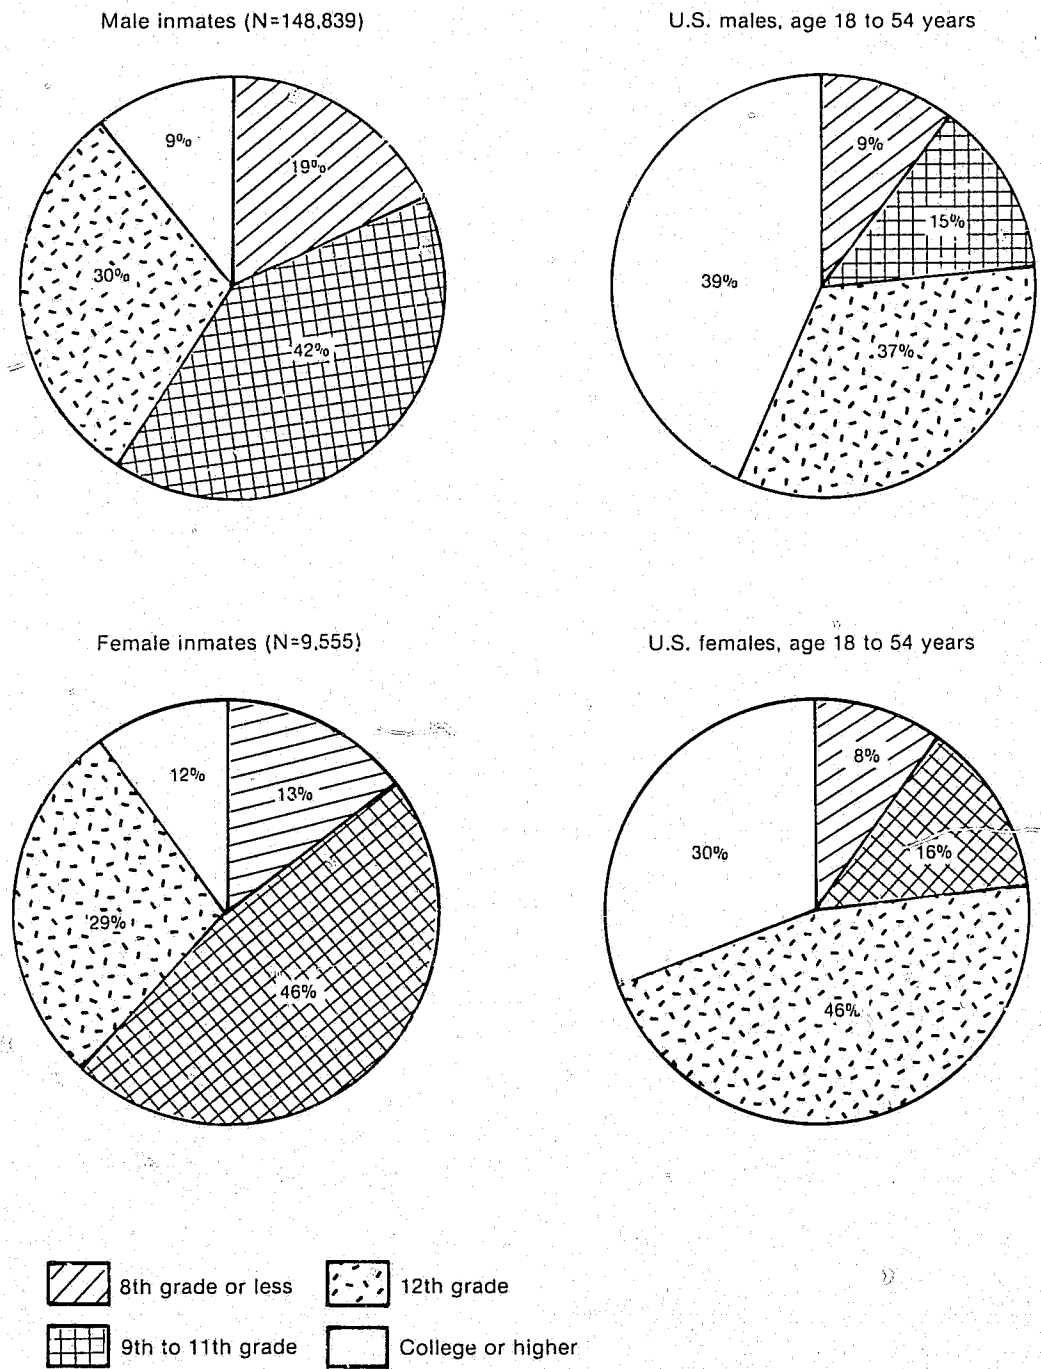 Male inmates (N=148,839)
U.S. males, age 18 to 54 years
9%
19%
30%
42%
9%
15%
39%
37%
Female inmates (N=9,555)
U.S. females, age 18 to 54 years
12%
13%
29%
46%
8%
16%
30%
46%
8th grade or less
12th grade
9th to 11th grade
College or higher